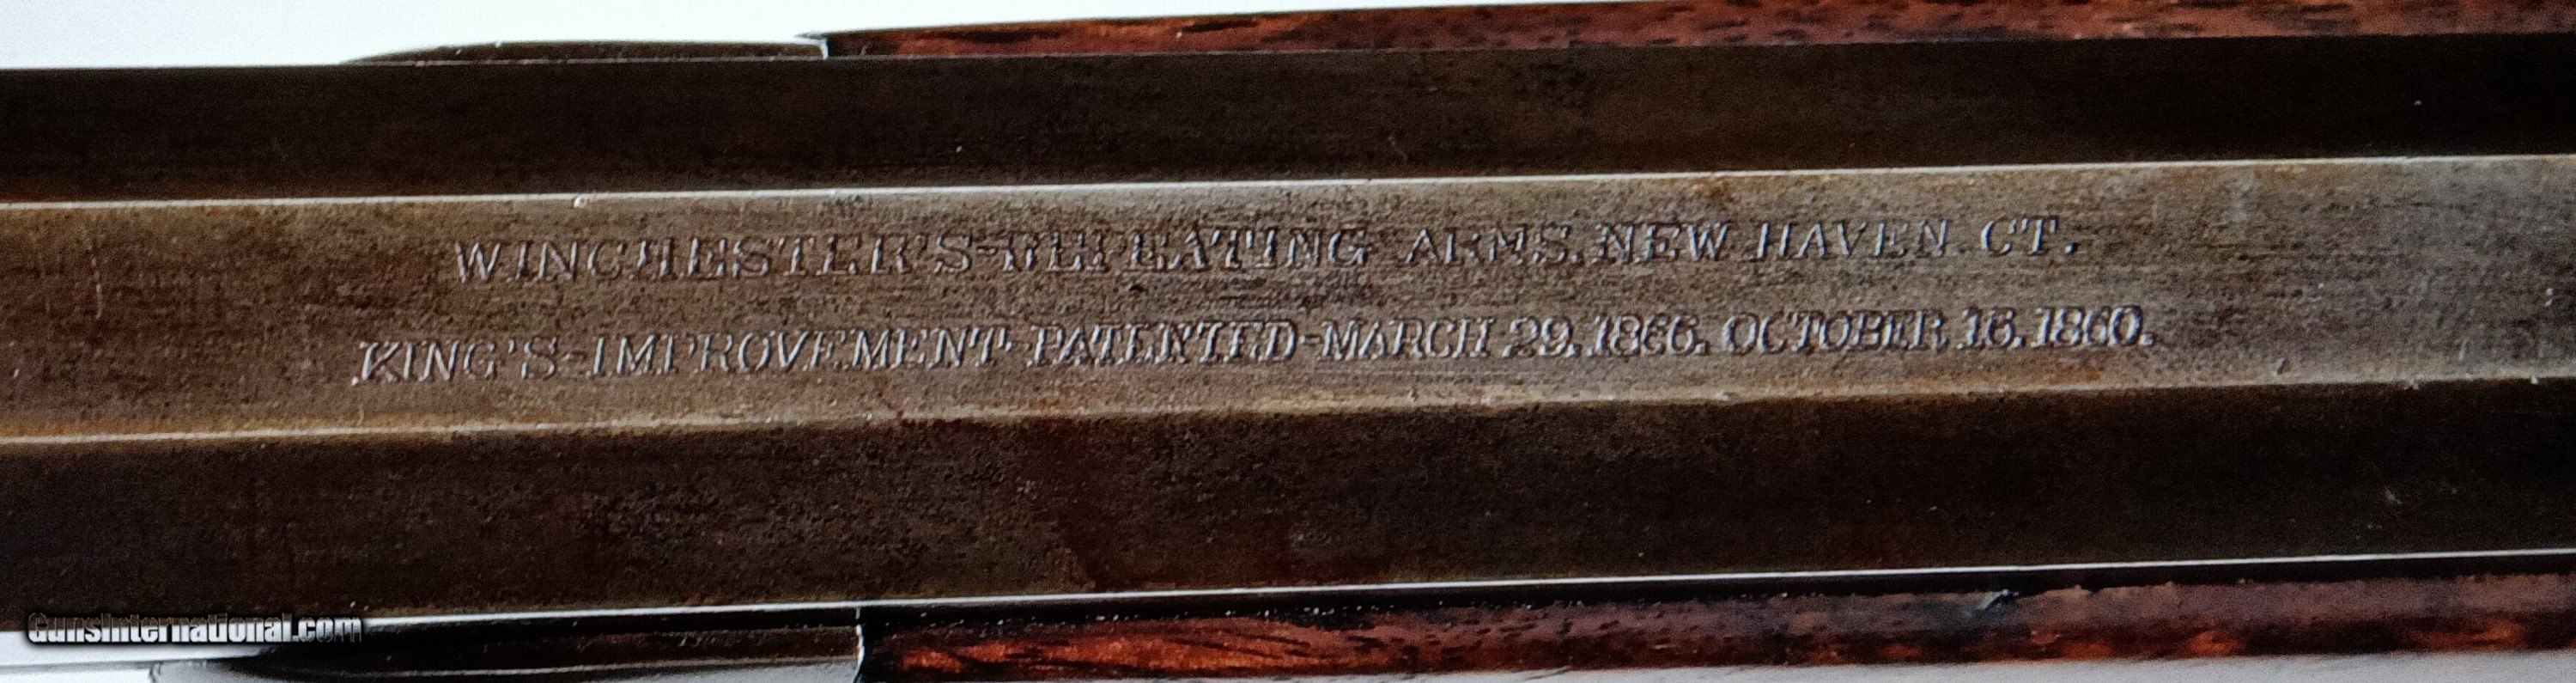 WINCHESTER'S-REPEATING ARMS. NEW HAVEN. CT.
KING'S-IMPROVEMENT-PATENTED-MARCH 29. 1866. OCTOBER 16. 1860.
GunsInternational.com